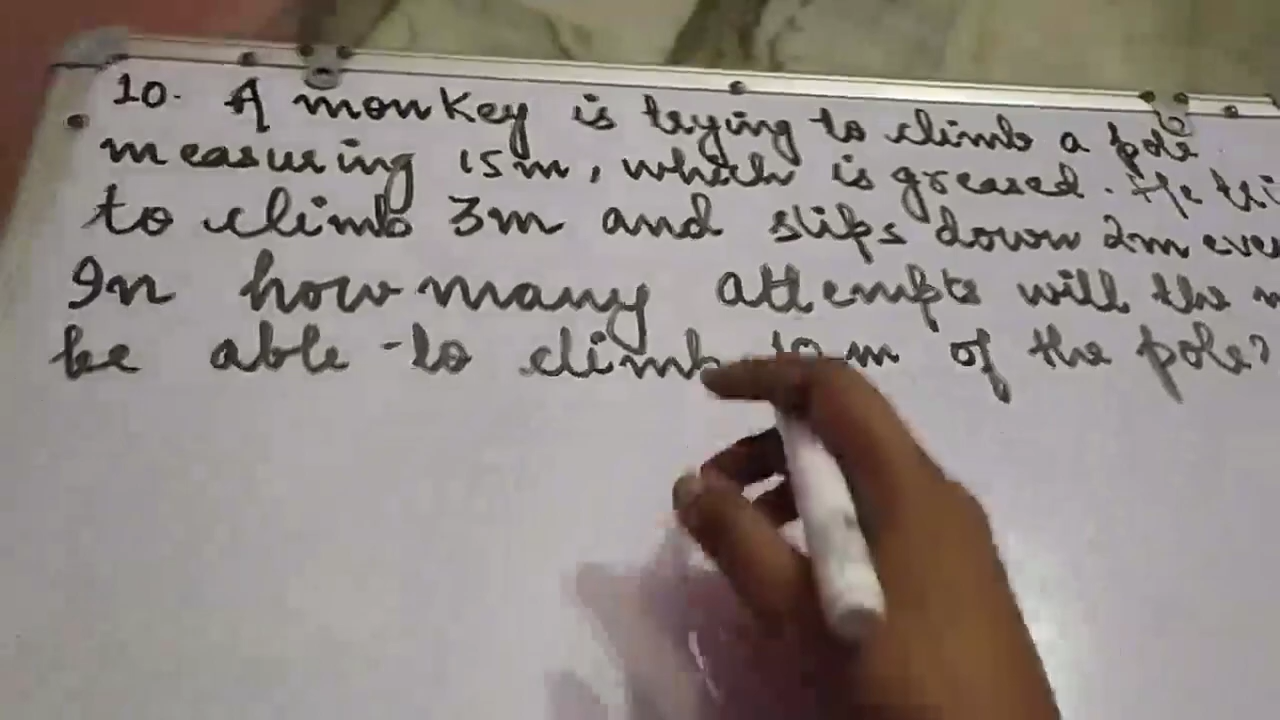 10. A monkey is trying to climb a pole
measuring 15m, which is greased. He
to climb 3m and slips down 2m
In how many attempts will the
be able to climb 10 m of the pole?